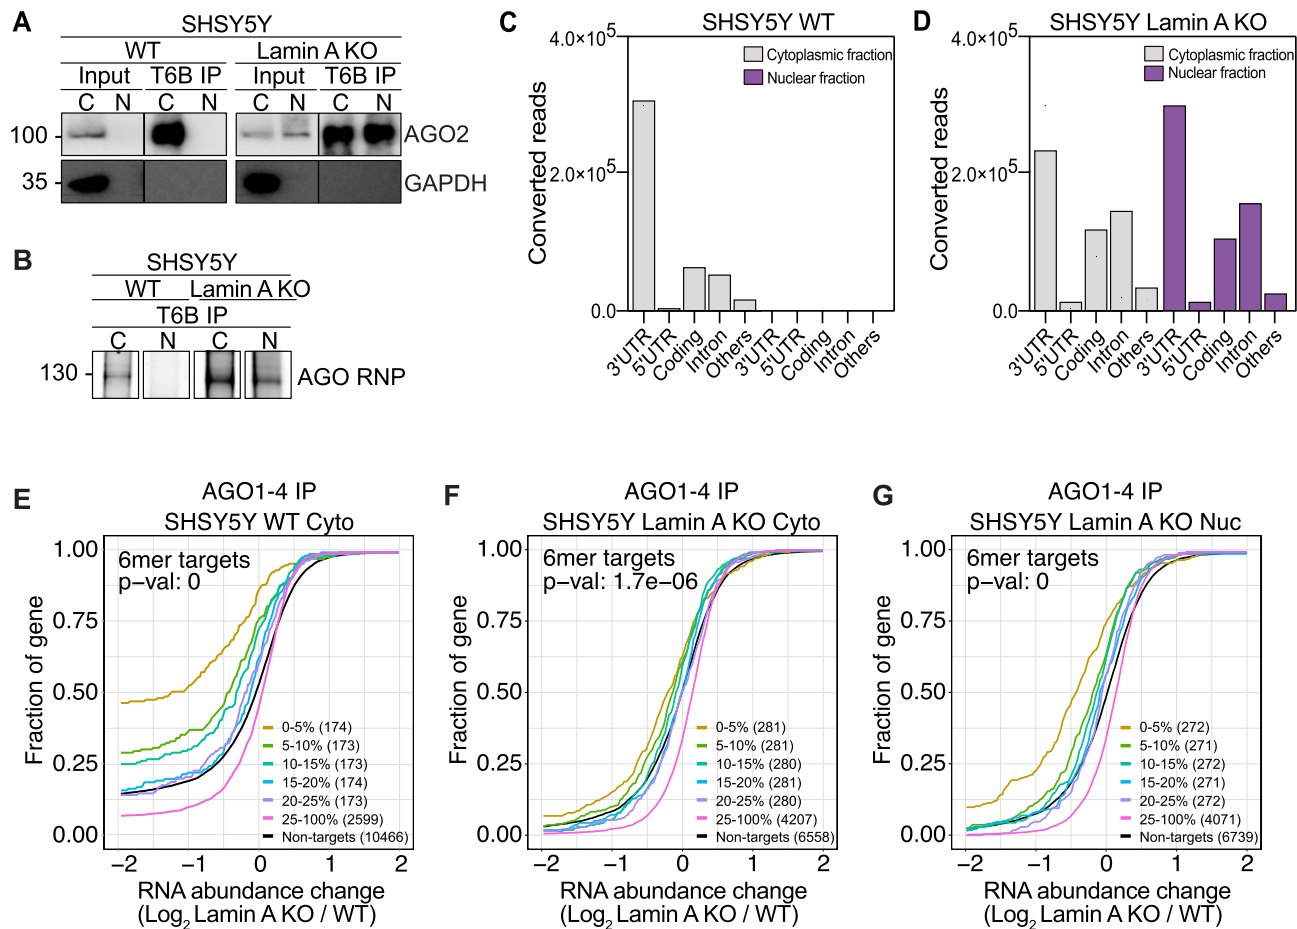 A
SHSY5Y
WT
Lamin A KO
Input
T6B IP
Input
T6B IP
C N C N C N C N
100
AGO2
35
GAPDH
B
SHSY5Y
WT
Lamin A KO
T6B IP
C N C N
130
AGO RNP
C
SHSY5Y WT
4.0×10⁵
2.0×10⁵
0.0
Converted reads
Cytoplasmic fraction
Nuclear fraction
3'UTR
5'UTR
Coding
Intron
Others
3'UTR
5'UTR
Coding
Intron
Others
D
SHSY5Y Lamin A KO
4.0×10⁵
2.0×10⁵
0.0
Converted reads
Cytoplasmic fraction
Nuclear fraction
3'UTR
5'UTR
Coding
Intron
Others
3'UTR
5'UTR
Coding
Intron
Others
E
AGO1-4 IP
SHSY5Y WT Cyto
6mer targets
p−val: 0
1.00
0.75
0.50
0.25
0.00
Fraction of gene
0-5% (174)
5-10% (173)
10-15% (173)
15-20% (174)
20-25% (173)
25-100% (2599)
Non-targets (10466)
−2 −1 0 1 2
RNA abundance change
(Log₂ Lamin A KO / WT)
F
AGO1-4 IP
SHSY5Y Lamin A KO Cyto
6mer targets
p−val: 1.7e−06
1.00
0.75
0.50
0.25
0.00
Fraction of gene
0-5% (281)
5-10% (281)
10-15% (280)
15-20% (281)
20-25% (280)
25-100% (4207)
Non-targets (6558)
−2 −1 0 1 2
RNA abundance change
(Log₂ Lamin A KO / WT)
G
AGO1-4 IP
SHSY5Y Lamin A KO Nuc
6mer targets
p−val: 0
1.00
0.75
0.50
0.25
0.00
Fraction of gene
0-5% (272)
5-10% (271)
10-15% (272)
15-20% (271)
20-25% (272)
25-100% (4071)
Non-targets (6739)
−2 −1 0 1 2
RNA abundance change
(Log₂ Lamin A KO / WT)